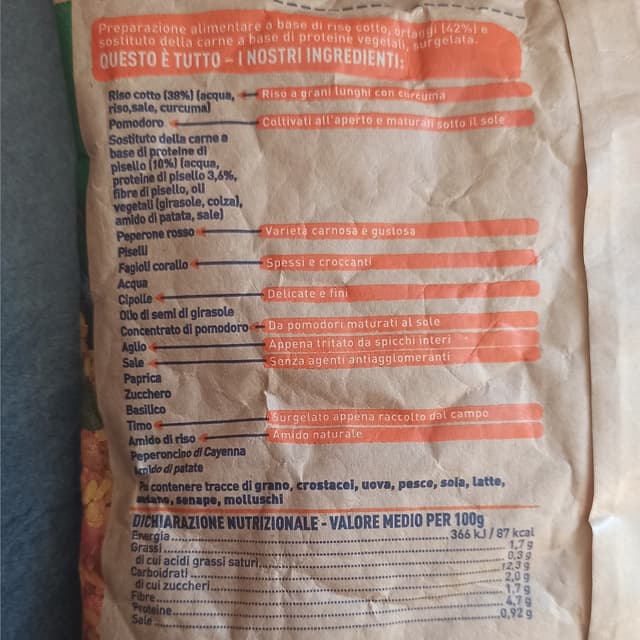 Preparazione alimentare a base di riso cotto, ortaggi (42%) e
sostituto della carne a base di proteine vegetali, surgelata.
QUESTO È TUTTO – I NOSTRI INGREDIENTI:
Riso cotto (38%) (acqua, Riso a grani lunghi con curcuma
riso,sale, curcuma)
Pomodoro Coltivati all'aperto e maturati sotto il sole
Sostituto della carne a
base di proteine di
pisello (10%) (acqua,
proteine di pisello 3,6%,
fibre di pisello, oli
vegetali (girasole, colza),
amido di patata, sale)
Peperone rosso Varietà carnosa e gustosa
Piselli
Fagioli corallo Spessi e croccanti
Acqua
Cipolle Delicate e fini
Olio di semi di girasole
Concentrato di pomodoro Da pomodori maturati al sole
Aglio Appena tritato da spicchi interi
Sale Senza agenti antiagglomeranti
Paprica
Zucchero
Basilico
Timo Surgelato appena raccolto dal campo
Amido di riso Amido naturale
Peperoncino di Cayenna
Amido di patate
Può contenere tracce di grano, crostacei, uova, pesce, soia, latte,
sedano, senape, molluschi
DICHIARAZIONE NUTRIZIONALE - VALORE MEDIO PER 100g
Energia 366 kJ / 87 kcal
Grassi 1,7 g
di cui acidi grassi saturi 0,3 g
Carboidrati 12,3 g
di cui zuccheri 2,0 g
Fibre 1,7 g
Proteine 4,7 g
Sale 0,92 g